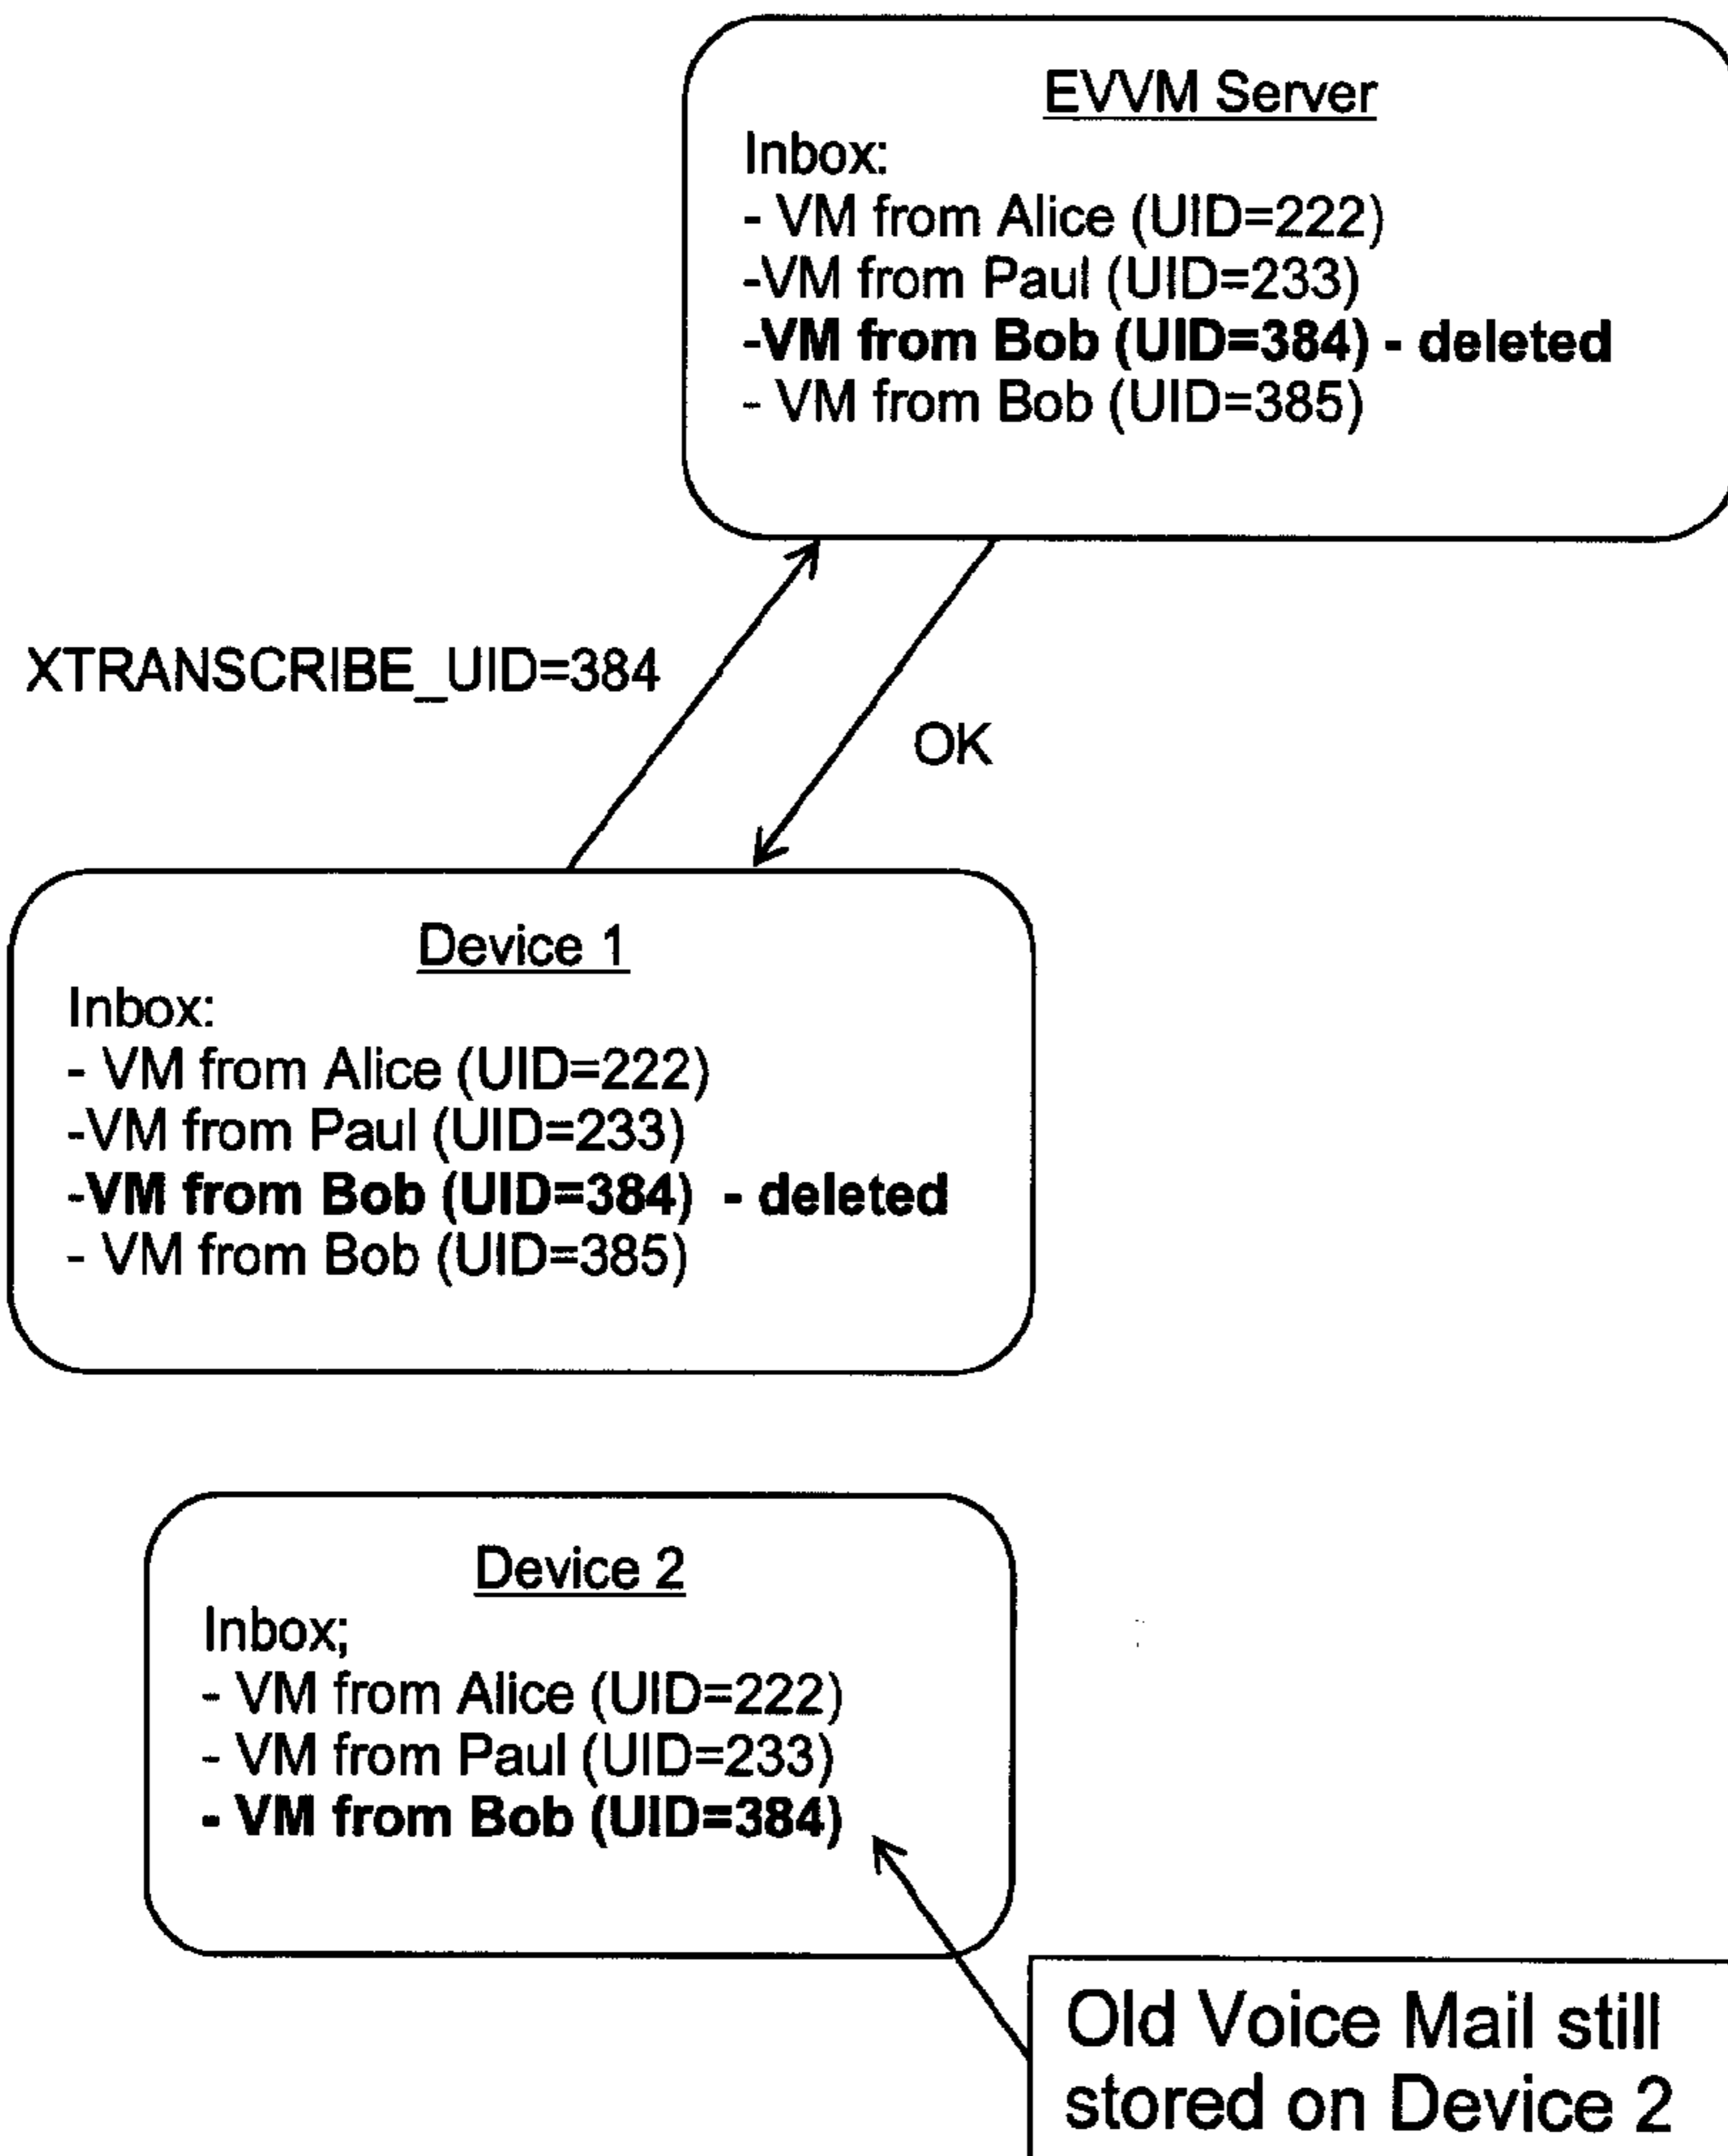 EVVM Server
Inbox:
- VM from Alice (UID=222)
-VM from Paul (UID=233)
-VM from Bob (UID=384) - deleted
- VM from Bob (UID=385)
XTRANSCRIBE_UID=384
OK
Device 1
Inbox:
- VM from Alice (UID=222)
-VM from Paul (UID=233)
-VM from Bob (UID=384) - deleted
- VM from Bob (UID=385)
Device 2
Inbox;
- VM from Alice (UID=222)
- VM from Paul (UID=233)
- VM from Bob (UID=384)
Old Voice Mail still
stored on Device 2